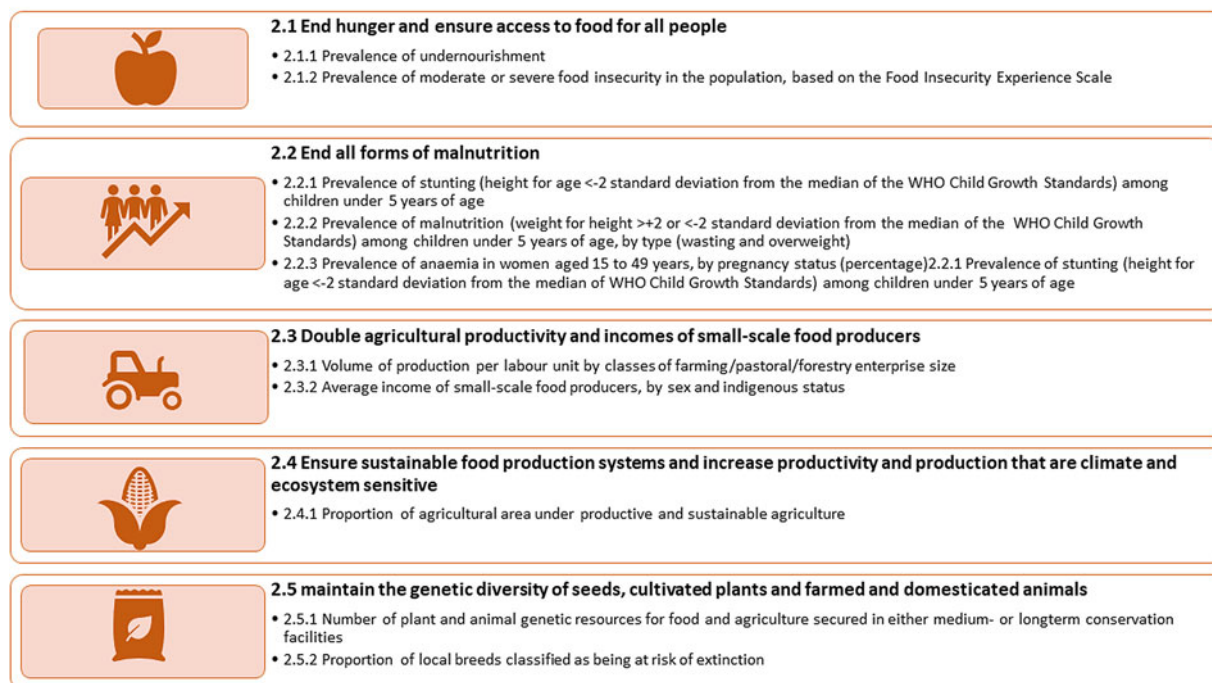 2.1 End hunger and ensure access to food for all people
• 2.1.1 Prevalence of undernourishment
• 2.1.2 Prevalence of moderate or severe food insecurity in the population, based on the Food Insecurity Experience Scale
2.2 End all forms of malnutrition
• 2.2.1 Prevalence of stunting (height for age <-2 standard deviation from the median of the WHO Child Growth Standards) among
children under 5 years of age
• 2.2.2 Prevalence of malnutrition (weight for height >+2 or <-2 standard deviation from the median of the WHO Child Growth
Standards) among children under 5 years of age, by type (wasting and overweight)
• 2.2.3 Prevalence of anaemia in women aged 15 to 49 years, by pregnancy status (percentage)2.2.1 Prevalence of stunting (height for
age <-2 standard deviation from the median of WHO Child Growth Standards) among children under 5 years of age
2.3 Double agricultural productivity and incomes of small-scale food producers
• 2.3.1 Volume of production per labour unit by classes of farming/pastoral/forestry enterprise size
• 2.3.2 Average income of small-scale food producers, by sex and indigenous status
2.4 Ensure sustainable food production systems and increase productivity and production that are climate and
ecosystem sensitive
• 2.4.1 Proportion of agricultural area under productive and sustainable agriculture
2.5 maintain the genetic diversity of seeds, cultivated plants and farmed and domesticated animals
• 2.5.1 Number of plant and animal genetic resources for food and agriculture secured in either medium- or longterm conservation
facilities
• 2.5.2 Proportion of local breeds classified as being at risk of extinction